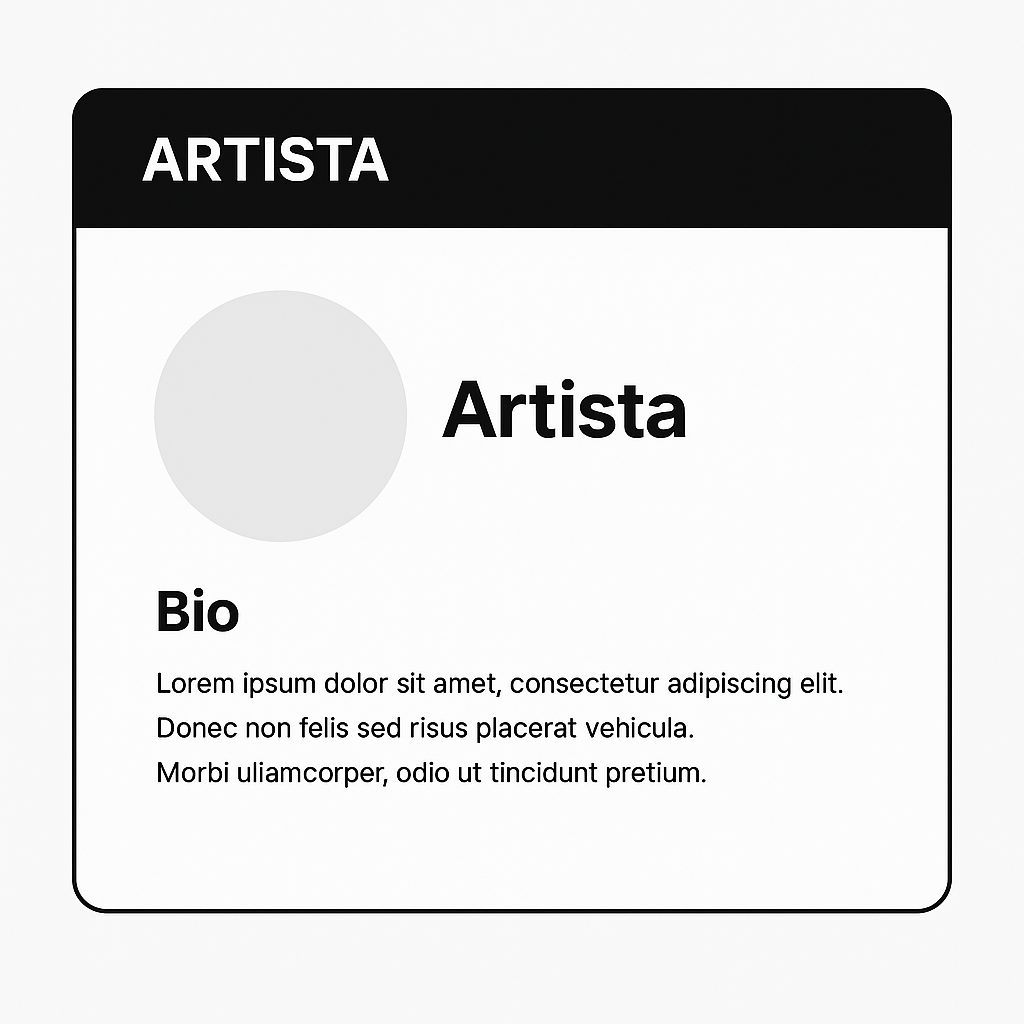 ARTISTA
Artista
Bio
Lorem ipsum dolor sit amet, consectetur adipiscing elit.
Donec non felis sed risus placerat vehicula.
Morbi uliamcorper, odio ut tincidunt pretium.